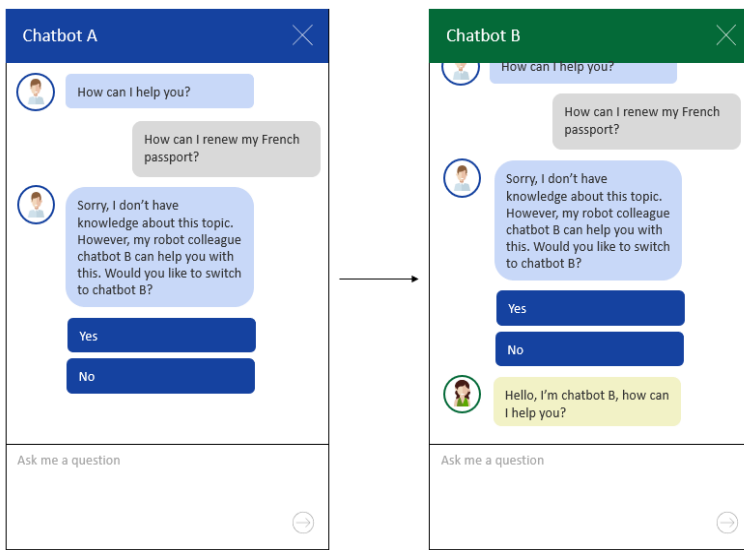 Chatbot A
How can I help you?
How can I renew my French
passport?
Sorry, I don’t have
knowledge about this topic.
However, my robot colleague
chatbot B can help you with
this. Would you like to switch
to chatbot B?
Yes
No
Ask me a question
Chatbot B
How can I help you?
How can I renew my French
passport?
Sorry, I don’t have
knowledge about this topic.
However, my robot colleague
chatbot B can help you with
this. Would you like to switch
to chatbot B?
Yes
No
Hello, I’m chatbot B, how can
I help you?
Ask me a question